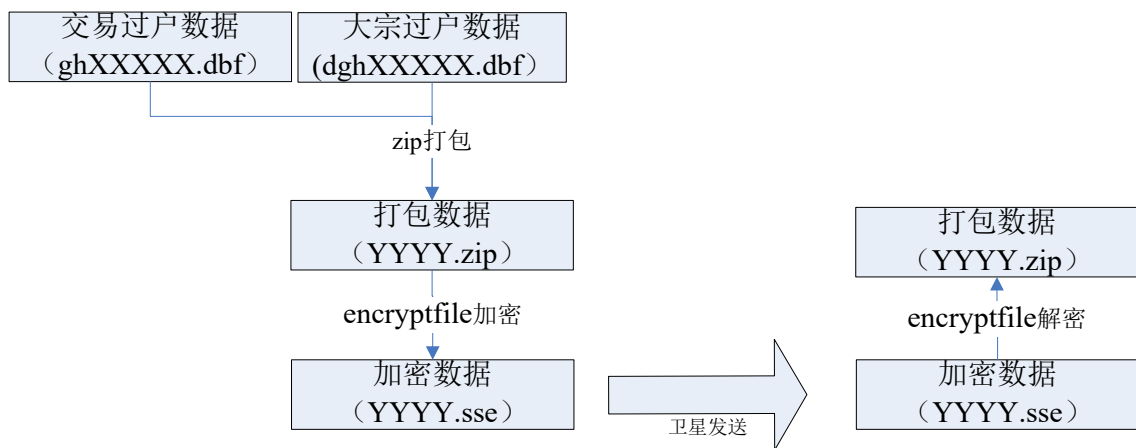 交易过户数据
（ghXXXXX.dbf）
大宗过户数据
(dghXXXXX.dbf）
zip打包
打包数据
（YYYY.zip）
encryptfile加密
加密数据
（YYYY.sse）
卫星发送
打包数据
（YYYY.zip）
encryptfile解密
加密数据
（YYYY.sse）